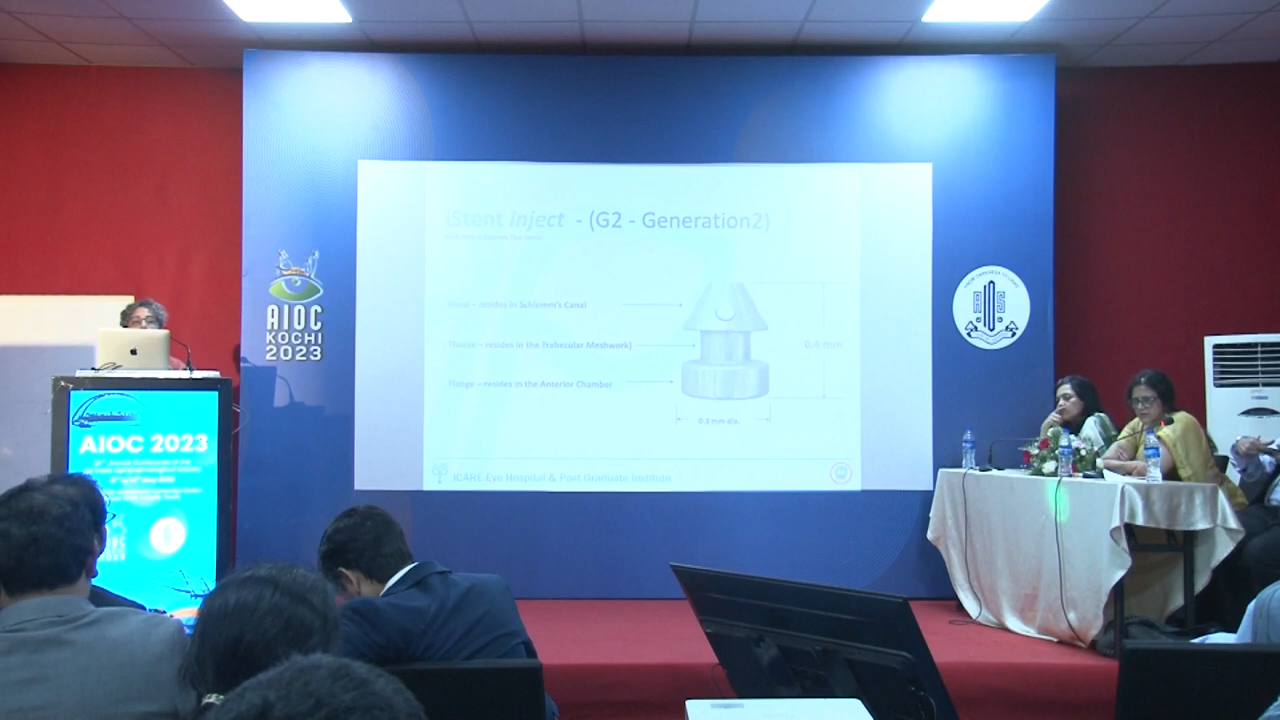 iStent inject - (G2 - Generation2)
Head – resides in Schlemm's Canal
Thorax – resides in the Trabecular Meshwork)
Flange – resides in the Anterior Chamber
0.4 mm
0.3 mm dia.
ICARE Eye Hospital & Post Graduate Institute
AIOC
KOCHI
2023
AIOS
AIOC 2023